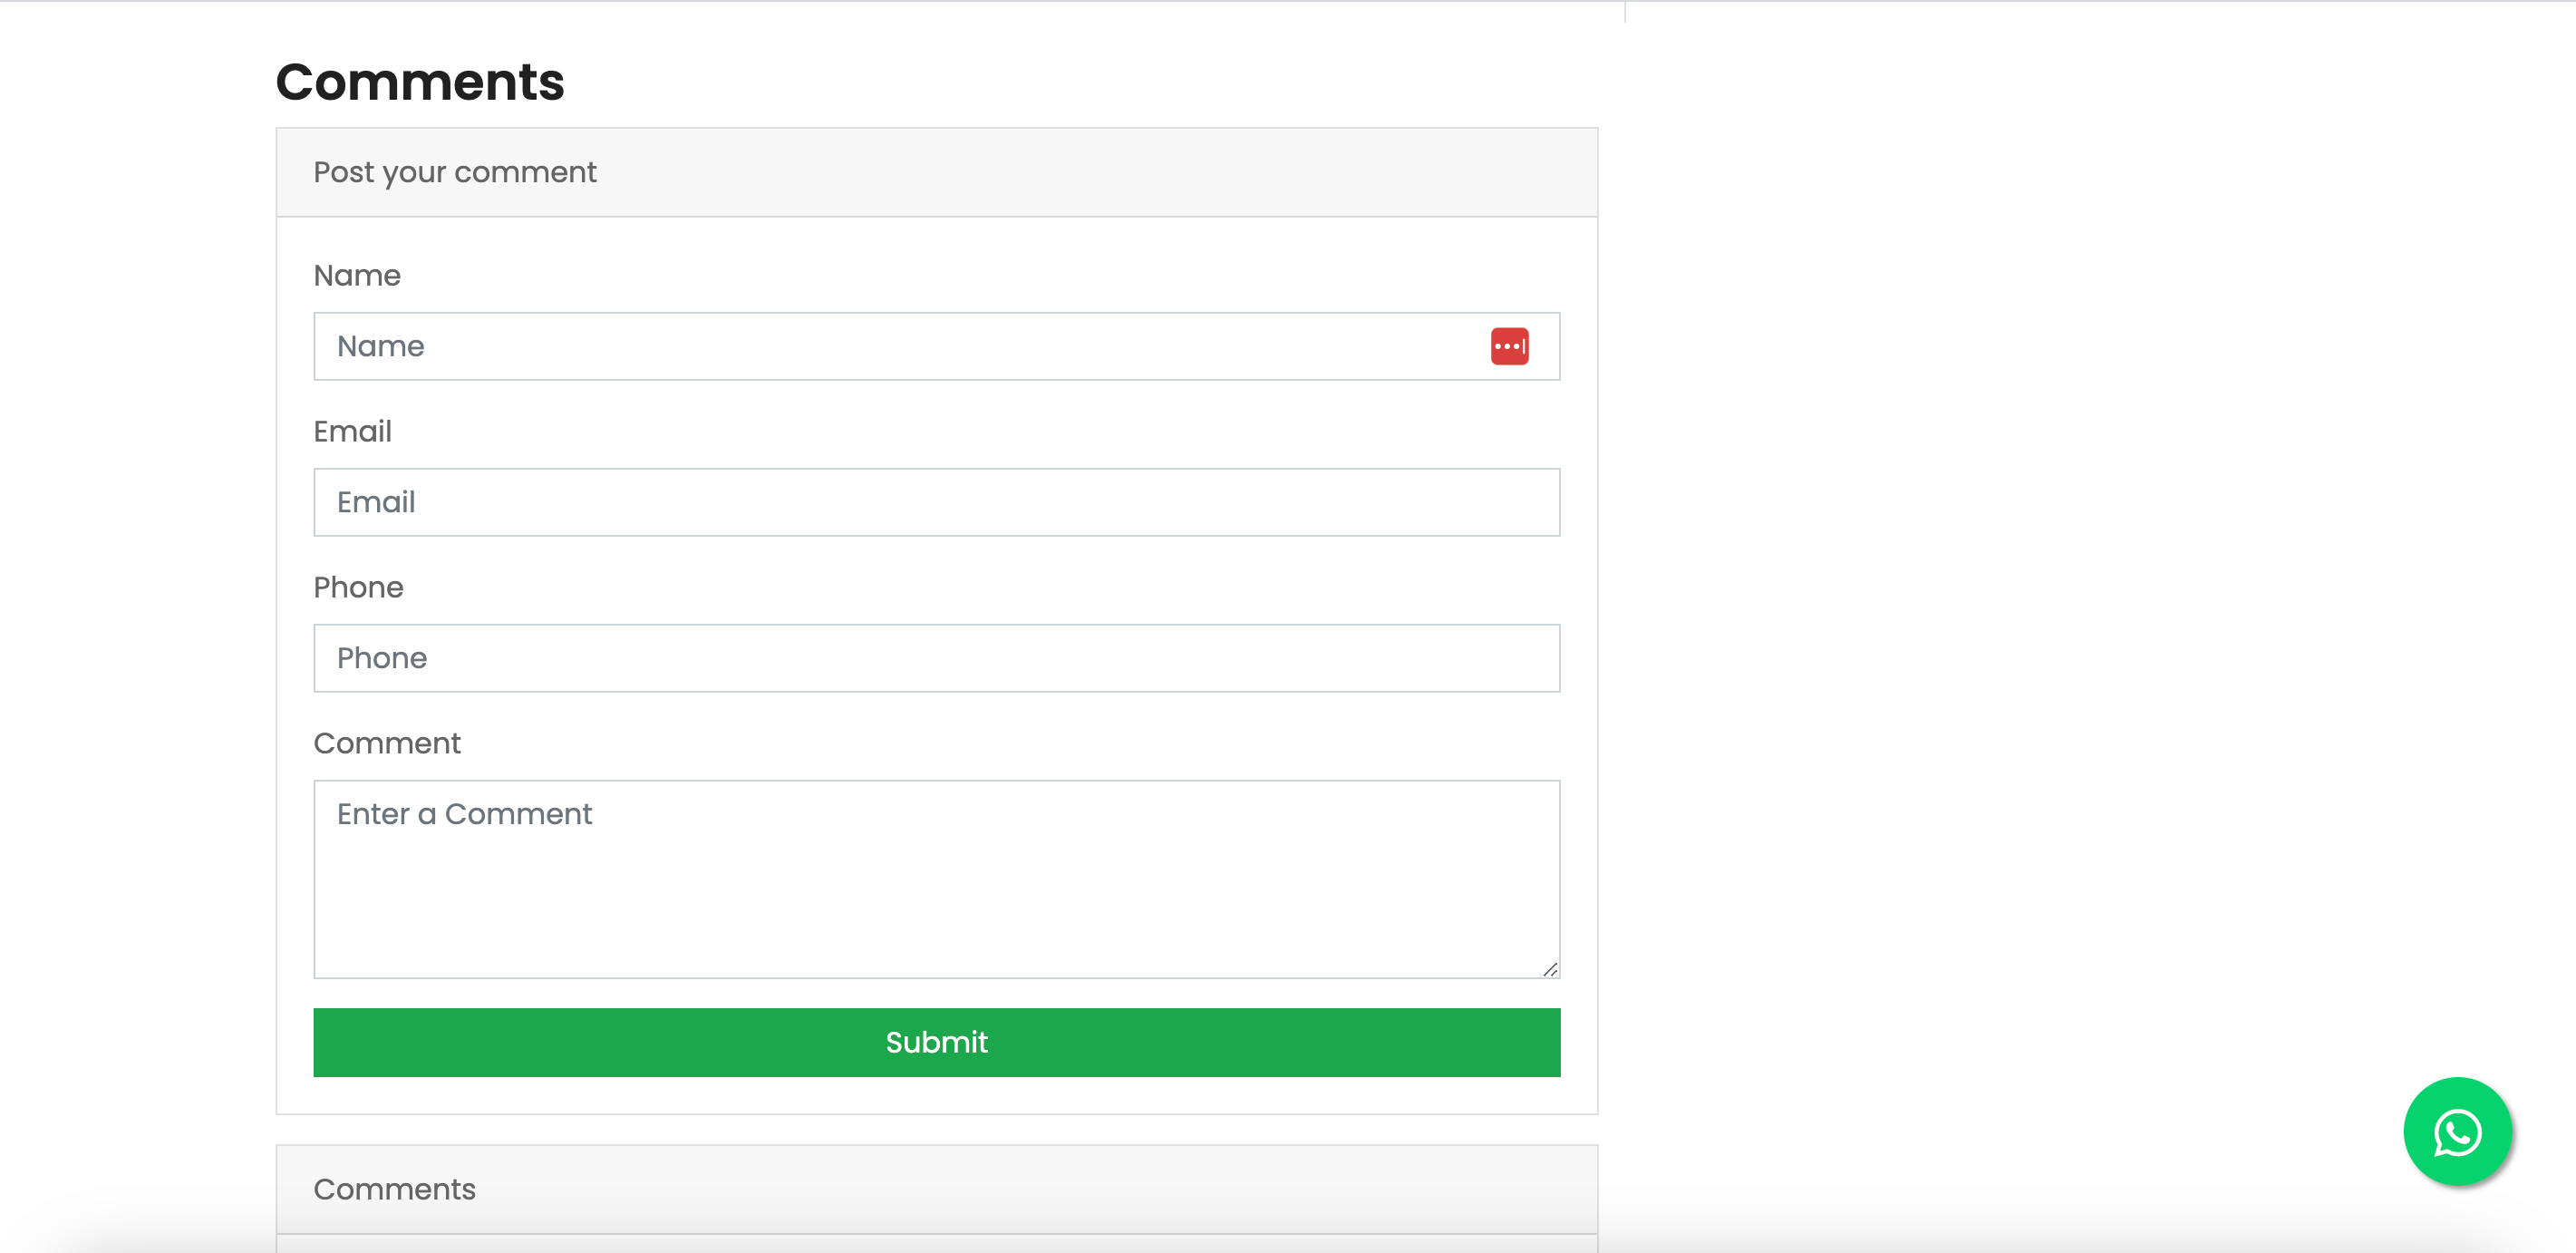 Comments
Post your comment
Name
Name
Email
Email
Phone
Phone
Comment
Enter a Comment
Submit
Comments